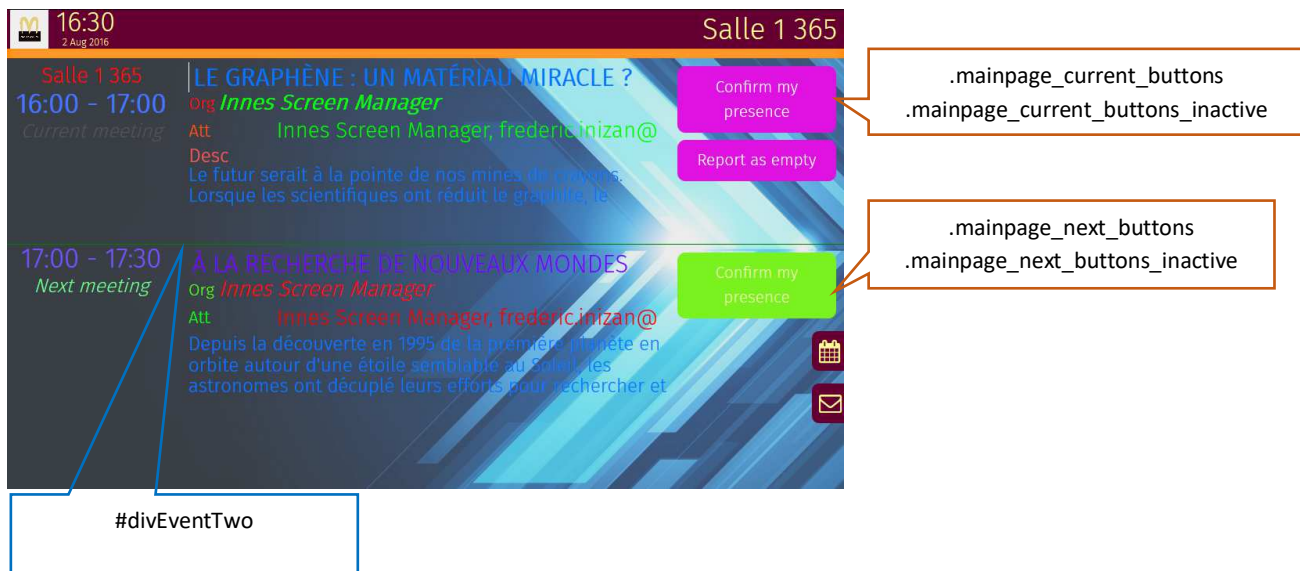 16:30
2 Aug 2016
Salle 1 365
Salle 1 365
16:00 - 17:00
Current meeting
LE GRAPHÈNE : UN MATÉRIAU MIRACLE ?
Org Innes Screen Manager
Att Innes Screen Manager, frederic.inizan@
Desc
Le futur serait à la pointe de nos mines de crayons.
Lorsque les scientifiques ont réduit le graphite, le
Confirm my
presence
Report as empty
.mainpage_current_buttons
.mainpage_current_buttons_inactive
17:00 - 17:30
Next meeting
À LA RECHERCHE DE NOUVEAUX MONDES
Org Innes Screen Manager
Att Innes Screen Manager, frederic.inizan@
Depuis la découverte en 1995 de la première planète en
orbite autour d'une étoile semblable au Soleil, les
astronomes ont décuplé leurs efforts pour rechercher et
Confirm my
presence
.mainpage_next_buttons
.mainpage_next_buttons_inactive
#divEventTwo